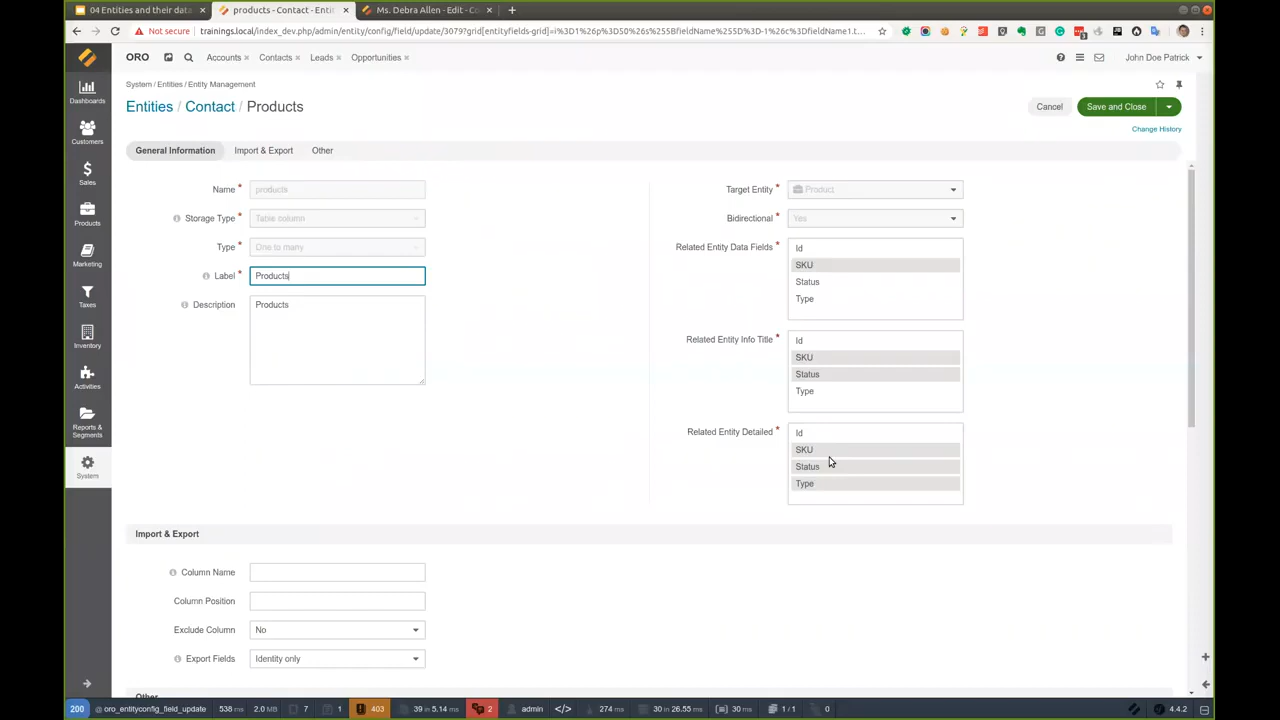 04 Entities and their data
products - Contact - Entit
Ms. Debra Allen - Edit - Co
Not secure
trainings.local/index_dev.php/admin/entity/config/field/update/3079?grid[entityfields-grid]=i%3D1%26p%3D50%26s%255BfieldName%255D%3D-1%26c%3DfieldName1.t...
ORO
Accounts
Contacts
Leads
Opportunities
John Doe Patrick
Dashboards
Customers
Sales
Products
Marketing
Taxes
Inventory
Activities
Reports & Segments
System
System / Entities / Entity Management
Entities / Contact / Products
Cancel
Save and Close
Change History
General Information
Import & Export
Other
Name *
products
Storage Type *
Table column
Type *
One to many
Label *
Products
Description
Products
Target Entity *
Product
Bidirectional *
Yes
Related Entity Data Fields *
Id
SKU
Status
Type
Related Entity Info Title *
Id
SKU
Status
Type
Related Entity Detailed *
Id
SKU
Status
Type
Import & Export
Column Name
Column Position
Exclude Column
No
Export Fields
Identity only
Other
200
@ oro_entityconfig_field_update
538 ms
2.0 MB
7
1
403
39 in 5.14 ms
2
admin
274 ms
30 in 26.55 ms
30 ms
1 / 1
0
4.4.2